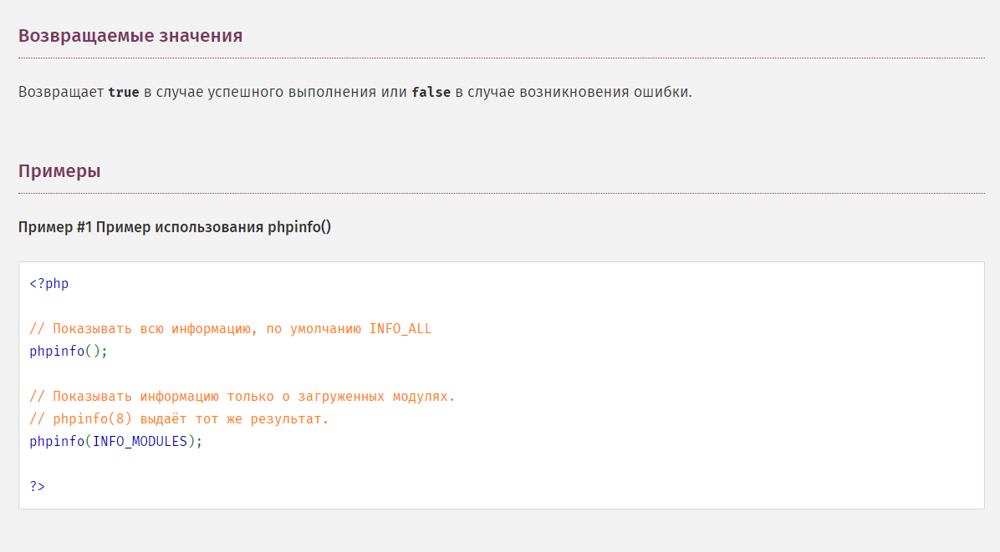 Возвращаемые значения
Возвращает true в случае успешного выполнения или false в случае возникновения ошибки.
Примеры
Пример #1 Пример использования phpinfo()
<?php
// Показывать всю информацию, по умолчанию INFO_ALL
phpinfo();
// Показывать информацию только о загруженных модулях.
// phpinfo(8) выдаёт тот же результат.
phpinfo(INFO_MODULES);
?>